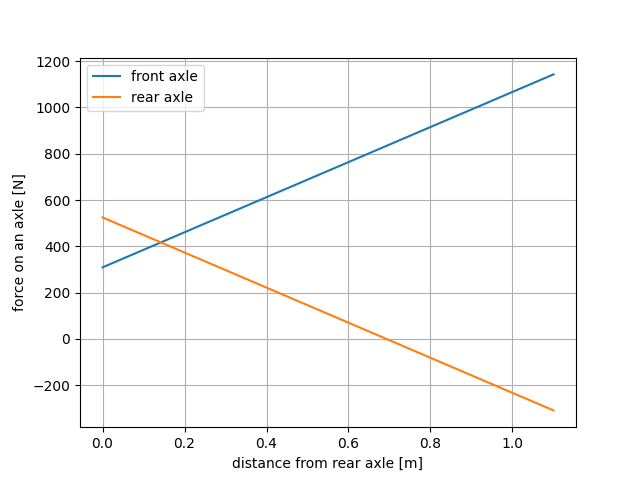 1200
1000
800
600
400
200
0
−200
0.0 0.2 0.4 0.6 0.8 1.0
distance from rear axle [m]
force on an axle [N]
front axle
rear axle